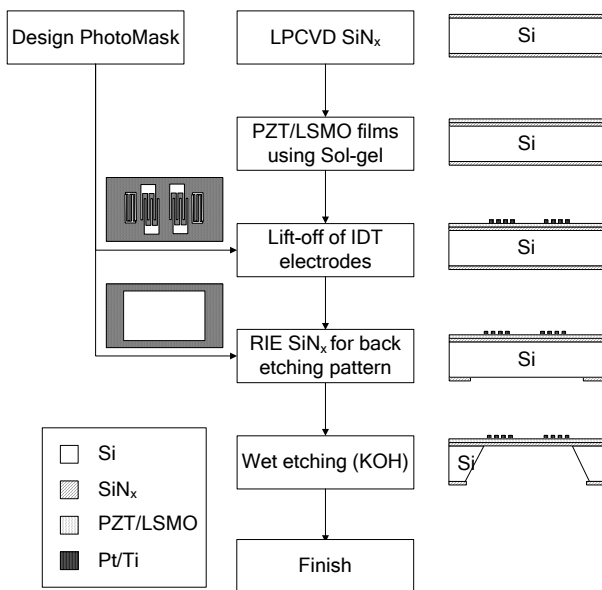 Design PhotoMask
LPCVD SiNₓ
Si
PZT/LSMO films
using Sol-gel
Si
Lift-off of IDT
electrodes
Si
RIE SiNₓ for back
etching pattern
Si
Wet etching (KOH)
Si
Finish
Si
SiNₓ
PZT/LSMO
Pt/Ti